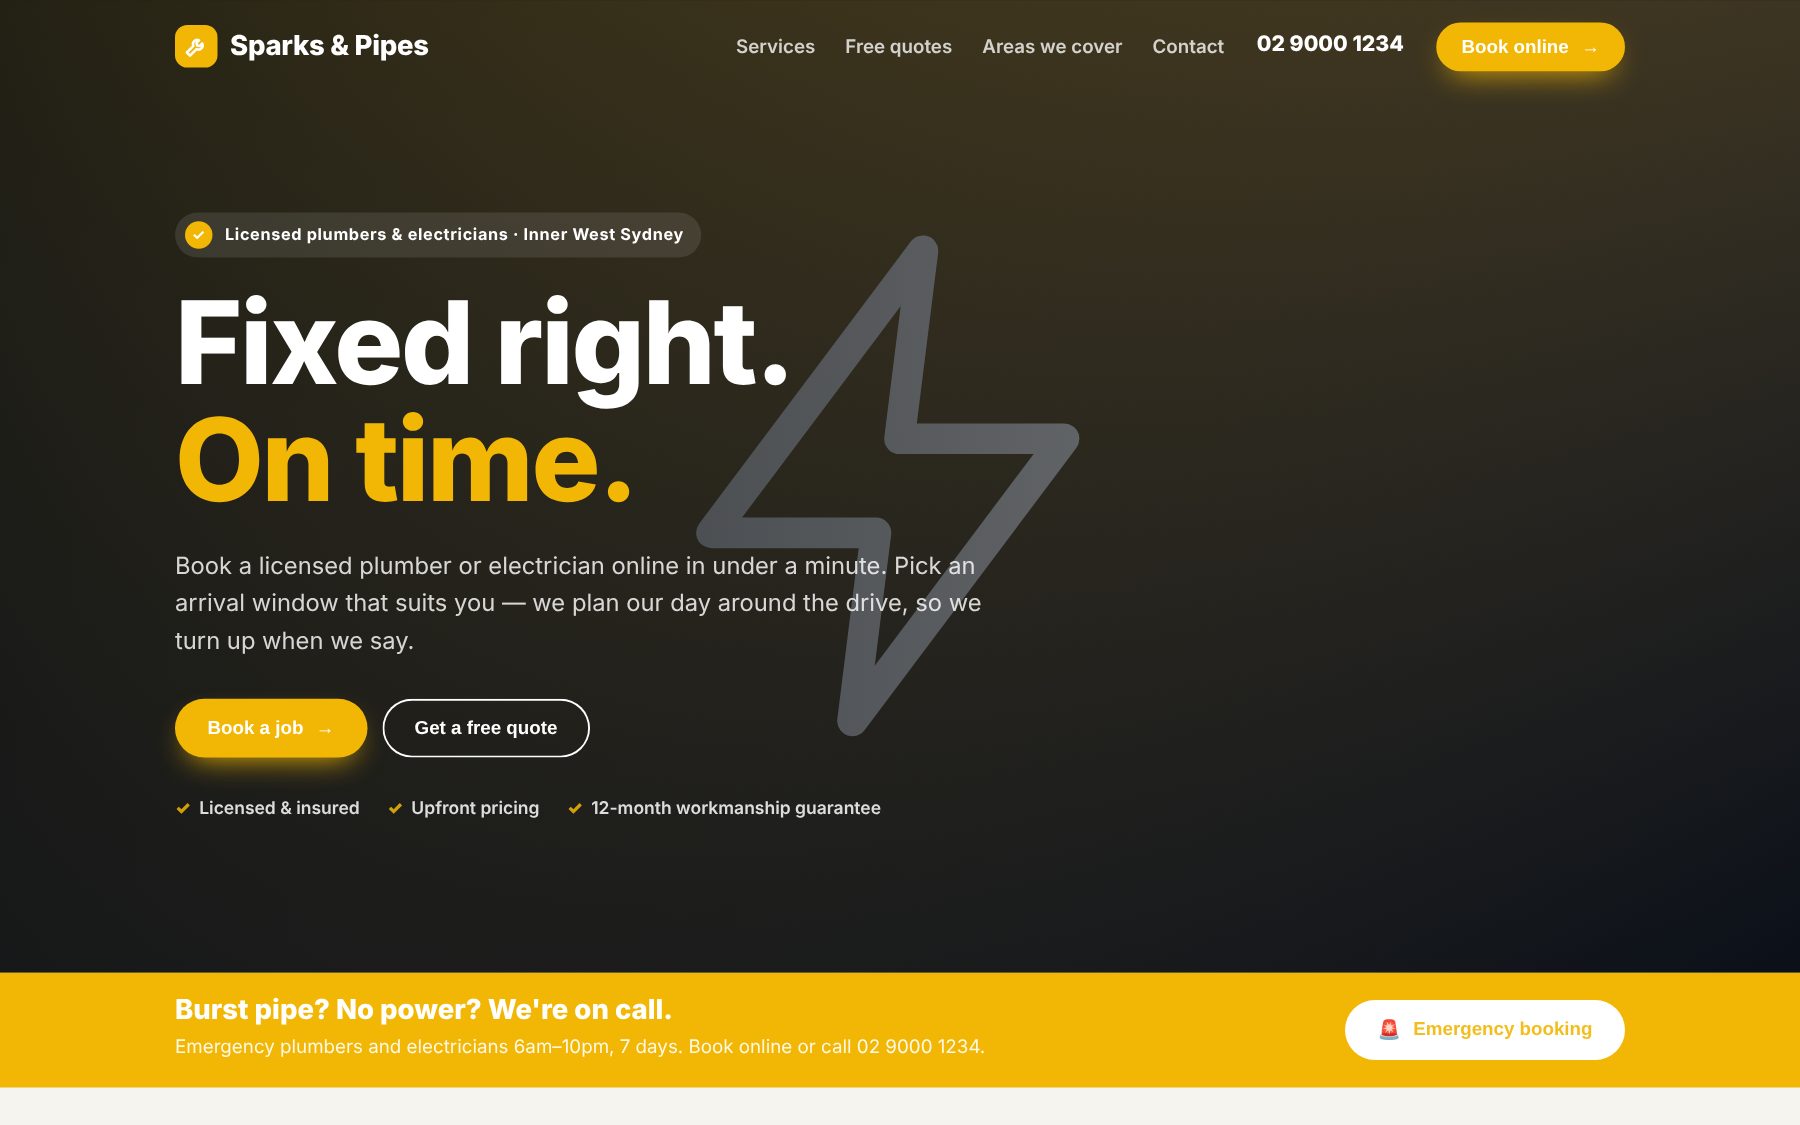 Sparks & Pipes
Services
Free quotes
Areas we cover
Contact
02 9000 1234
Book online →
Licensed plumbers & electricians · Inner West Sydney
Fixed right.
On time.
Book a licensed plumber or electrician online in under a minute. Pick an
arrival window that suits you — we plan our day around the drive, so we
turn up when we say.
Book a job →
Get a free quote
Licensed & insured
Upfront pricing
12-month workmanship guarantee
Burst pipe? No power? We're on call.
Emergency plumbers and electricians 6am–10pm, 7 days. Book online or call 02 9000 1234.
Emergency booking